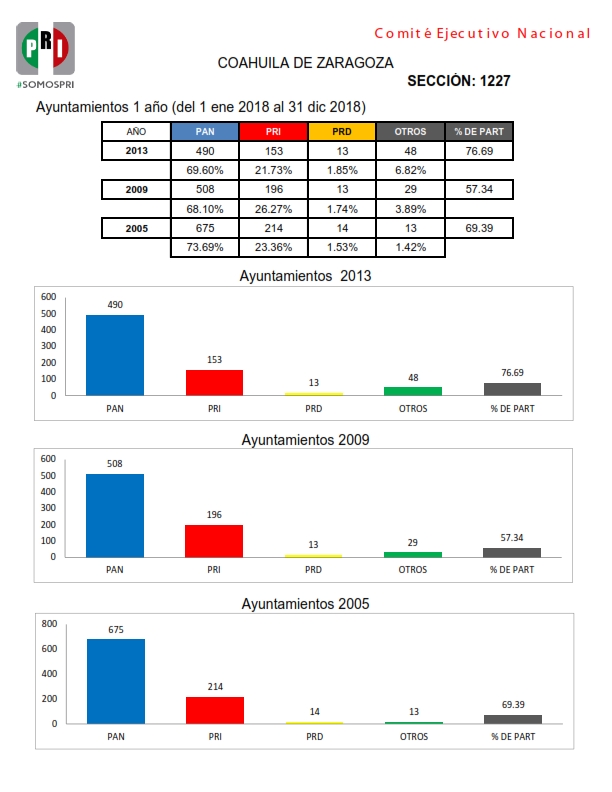 Comité Ejecutivo Nacional
PRI
#SOMOSPRI
COAHUILA DE ZARAGOZA
SECCIÓN: 1227
Ayuntamientos 1 año (del 1 ene 2018 al 31 dic 2018)
AÑO PAN PRI PRD OTROS % DE PART
2013 490 153 13 48 76.69
69.60% 21.73% 1.85% 6.82%
2009 508 196 13 29 57.34
68.10% 26.27% 1.74% 3.89%
2005 675 214 14 13 69.39
73.69% 23.36% 1.53% 1.42%
Ayuntamientos 2013
600
500
400
300
200
100
0
490 153 13 48 76.69
PAN PRI PRD OTROS % DE PART
Ayuntamientos 2009
600
500
400
300
200
100
0
508 196 13 29 57.34
PAN PRI PRD OTROS % DE PART
Ayuntamientos 2005
800
600
400
200
0
675 214 14 13 69.39
PAN PRI PRD OTROS % DE PART